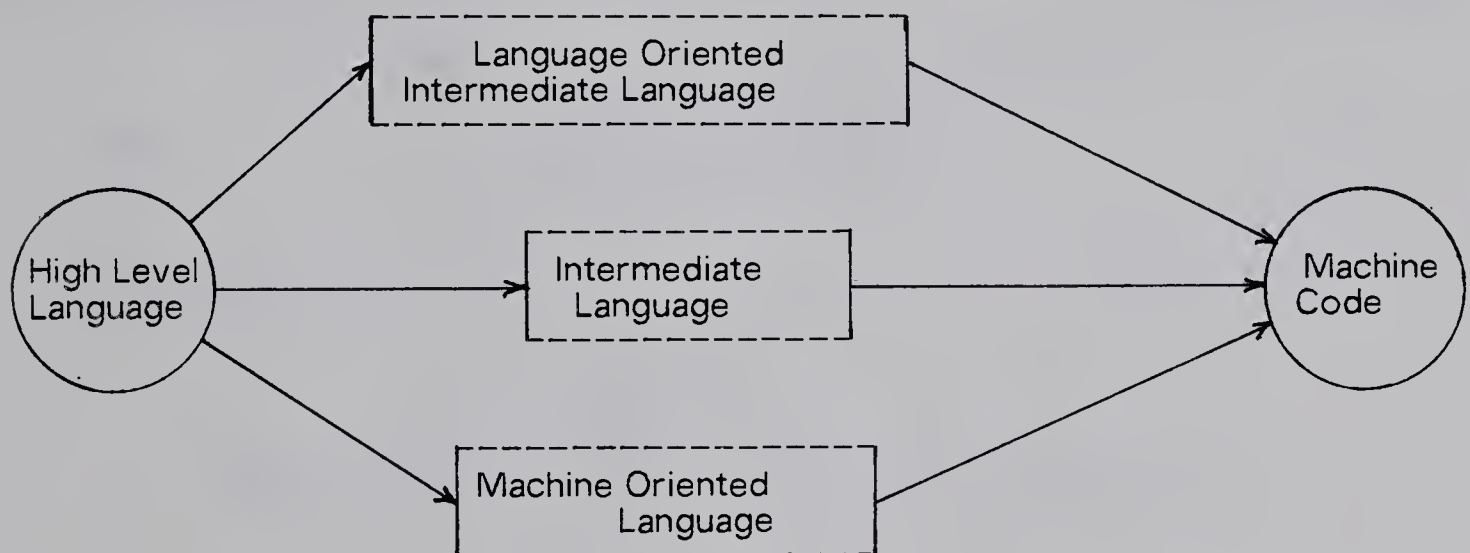 Language Oriented
Intermediate Language
High Level
Language
Intermediate
Language
Machine
Code
Machine Oriented
Language